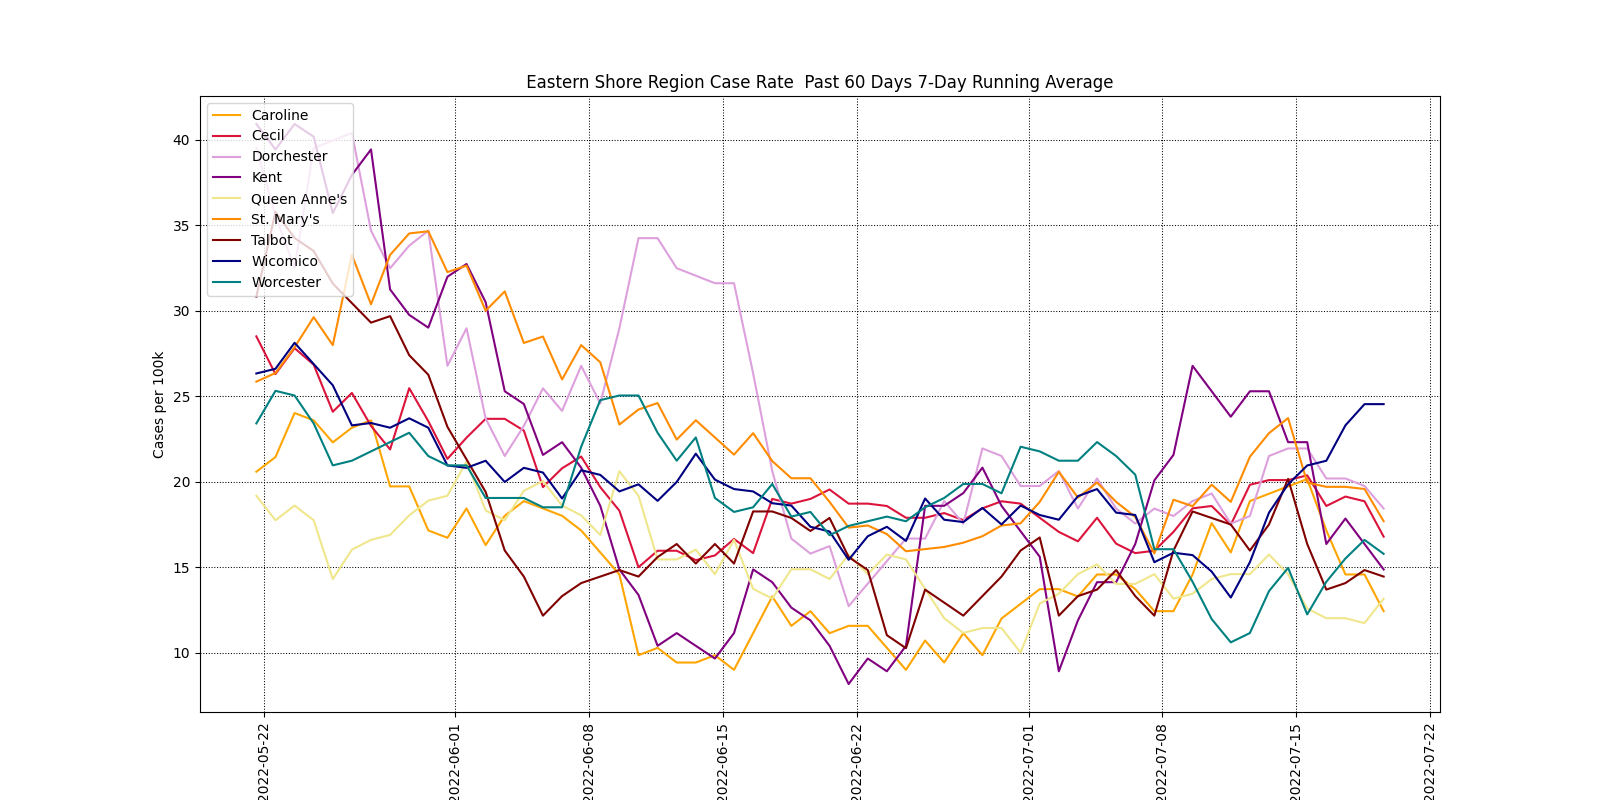 Eastern Shore Region Case Rate  Past 60 Days 7-Day Running Average
Caroline
Cecil
Dorchester
Kent
Queen Anne's
St. Mary's
Talbot
Wicomico
Worcester
Cases per 100k
40
35
30
25
20
15
10
2022-05-22
2022-06-01
2022-06-08
2022-06-15
2022-06-22
2022-07-01
2022-07-08
2022-07-15
2022-07-22